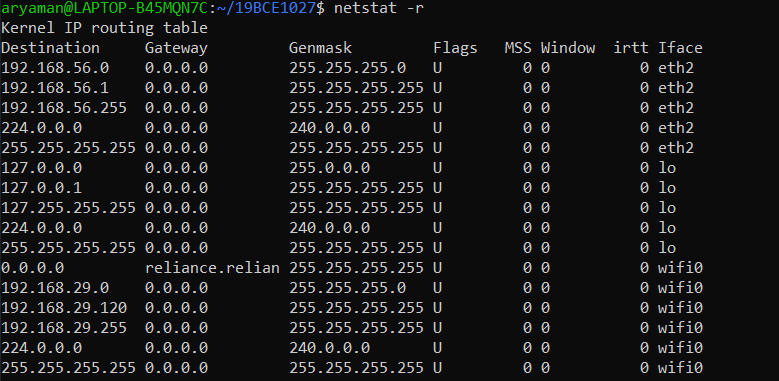 aryaman@LAPTOP-B45MQN7C:~/19BCE1027$ netstat -r
Kernel IP routing table
Destination     Gateway         Genmask         Flags   MSS Window  irtt Iface
192.168.56.0    0.0.0.0         255.255.255.0   U         0 0          0 eth2
192.168.56.1    0.0.0.0         255.255.255.255 U         0 0          0 eth2
192.168.56.255  0.0.0.0         255.255.255.255 U         0 0          0 eth2
224.0.0.0       0.0.0.0         240.0.0.0       U         0 0          0 eth2
255.255.255.255 0.0.0.0         255.255.255.255 U         0 0          0 eth2
127.0.0.0       0.0.0.0         255.0.0.0       U         0 0          0 lo
127.0.0.1       0.0.0.0         255.255.255.255 U         0 0          0 lo
127.255.255.255 0.0.0.0         255.255.255.255 U         0 0          0 lo
224.0.0.0       0.0.0.0         240.0.0.0       U         0 0          0 lo
255.255.255.255 0.0.0.0         255.255.255.255 U         0 0          0 lo
0.0.0.0         reliance.relian 255.255.255.255 U         0 0          0 wifi0
192.168.29.0    0.0.0.0         255.255.255.0   U         0 0          0 wifi0
192.168.29.120  0.0.0.0         255.255.255.255 U         0 0          0 wifi0
192.168.29.255  0.0.0.0         255.255.255.255 U         0 0          0 wifi0
224.0.0.0       0.0.0.0         240.0.0.0       U         0 0          0 wifi0
255.255.255.255 0.0.0.0         255.255.255.255 U         0 0          0 wifi0